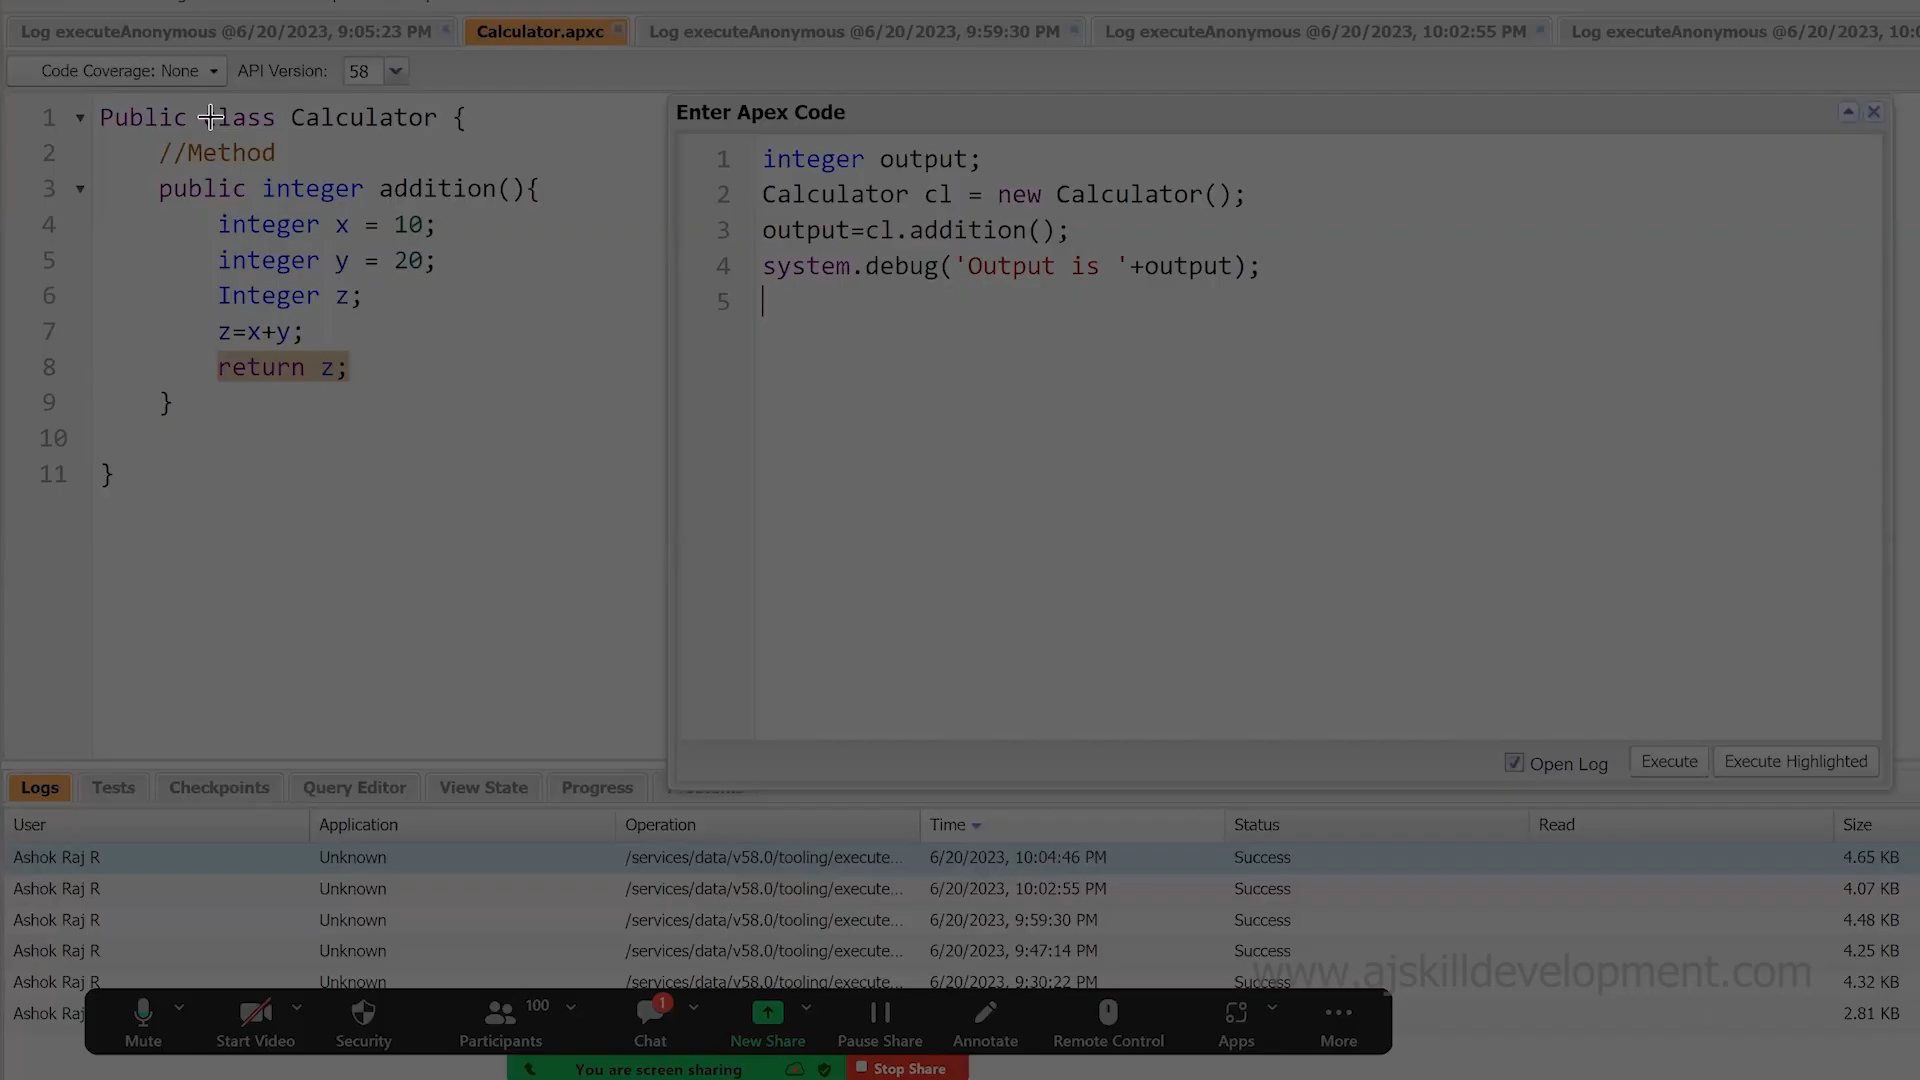 Log executeAnonymous @6/20/2023, 9:05:23 PM
Calculator.apxc
Log executeAnonymous @6/20/2023, 9:59:30 PM
Log executeAnonymous @6/20/2023, 10:02:55 PM
Log executeAnonymous @6/20/2023, 10:0
Code Coverage: None
API Version:
58
1 Public class Calculator {
2 //Method
3 public integer addition(){
4 integer x = 10;
5 integer y = 20;
6 Integer z;
7 z=x+y;
8 return z;
9 }
10
11 }
Enter Apex Code
1 integer output;
2 Calculator cl = new Calculator();
3 output=cl.addition();
4 system.debug('Output is '+output);
5
Open Log
Execute
Execute Highlighted
Logs
Tests
Checkpoints
Query Editor
View State
Progress
User Application Operation Time Status Read Size
Ashok Raj R Unknown /services/data/v58.0/tooling/execute... 6/20/2023, 10:04:46 PM Success 4.65 KB
Ashok Raj R Unknown /services/data/v58.0/tooling/execute... 6/20/2023, 10:02:55 PM Success 4.07 KB
Ashok Raj R Unknown /services/data/v58.0/tooling/execute... 6/20/2023, 9:59:30 PM Success 4.48 KB
Ashok Raj R Unknown /services/data/v58.0/tooling/execute... 6/20/2023, 9:47:14 PM Success 4.25 KB
Ashok Raj R Unknown /services/data/v58.0/tooling/execute... 6/20/2023, 9:30:22 PM Success 4.32 KB
www.ajskilldevelopment.com
Ashok Raj 2.81 KB
Mute
Start Video
Security
Participants
100
Chat
1
New Share
Pause Share
Annotate
Remote Control
Apps
More
You are screen sharing
Stop Share